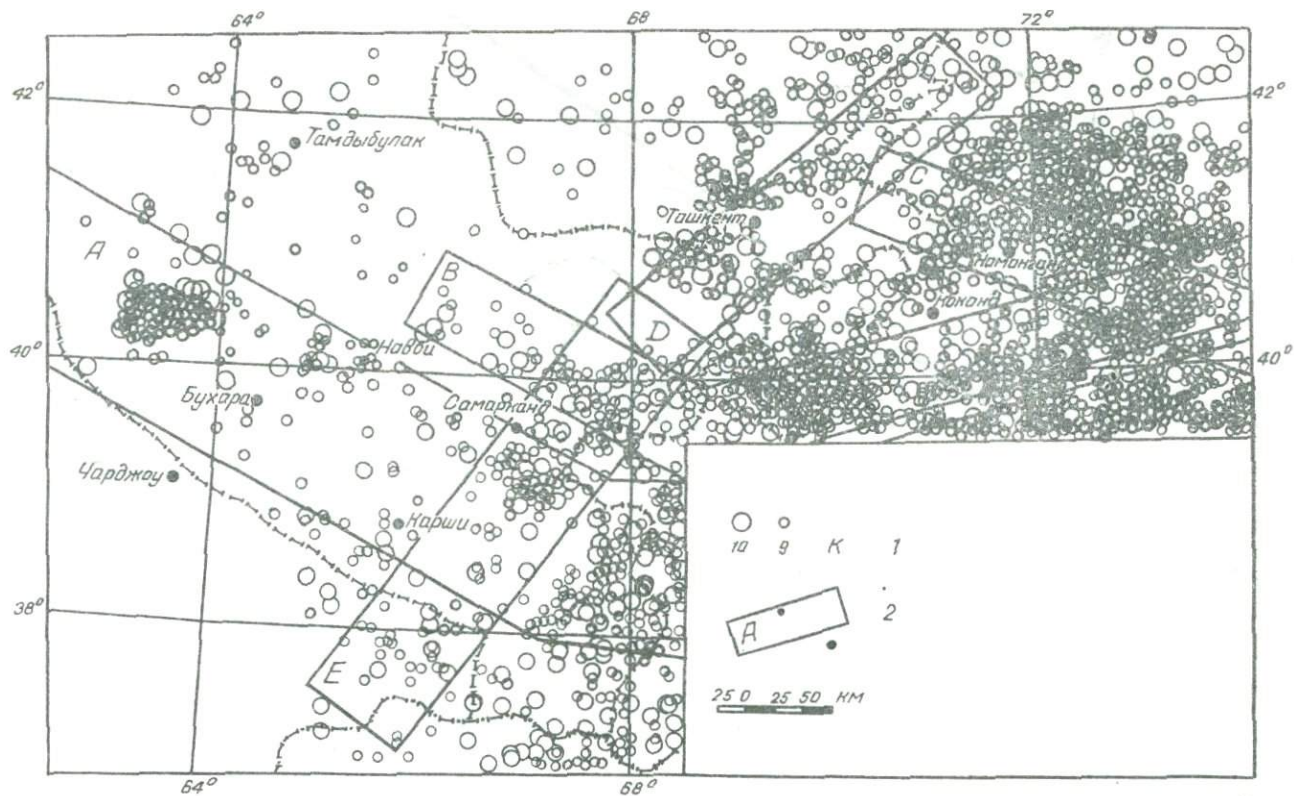 64° 68 72°
42° 42°
Тамдыбулак
Ташкент
C
A
B
Наманган
Коканд
D
40° 40°
Навои
Бухара
Самарканд
Чарджоу
Карши
10 9 K 1
38°
A 2
E
25 0 25 50 КМ
64° 68°